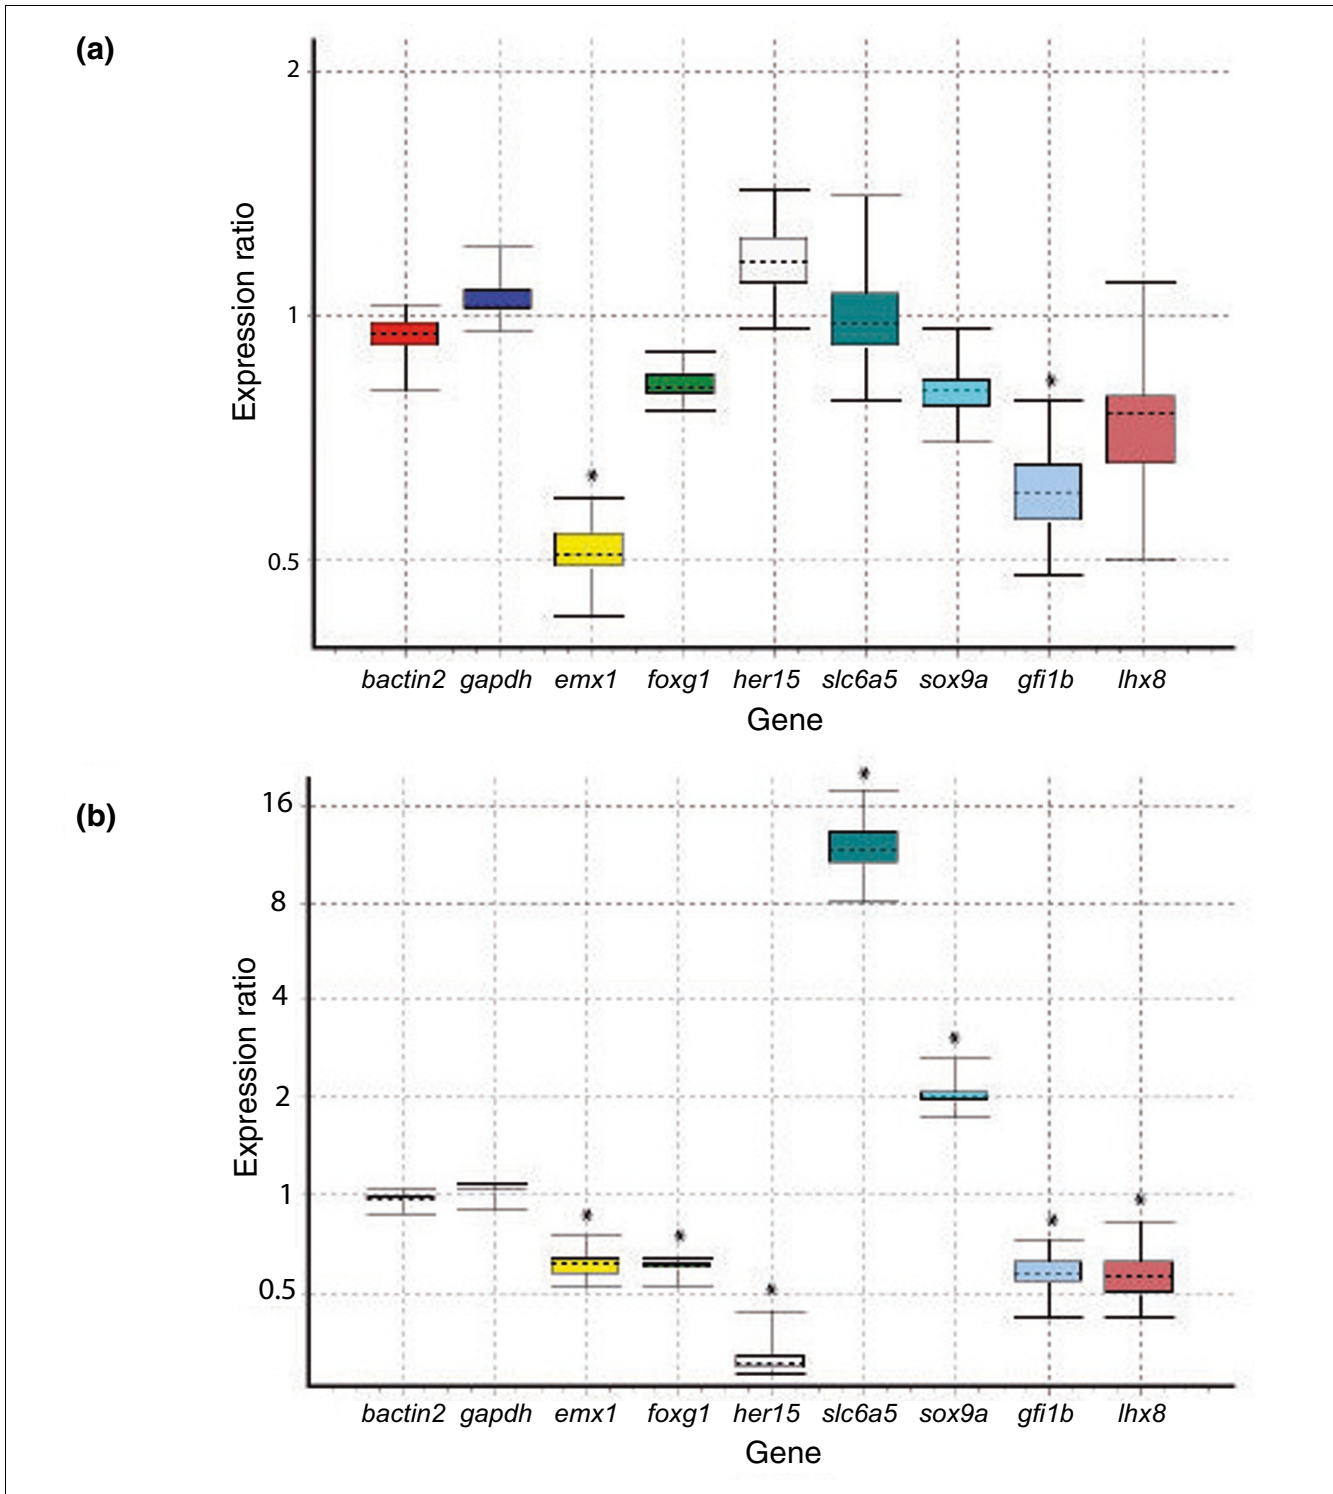 (a)
2
1
0.5
Expression ratio
bactin2 gapdh emx1 foxg1 her15 slc6a5 sox9a gfi1b lhx8
Gene
(b)
16
8
4
2
1
0.5
Expression ratio
bactin2 gapdh emx1 foxg1 her15 slc6a5 sox9a gfi1b lhx8
Gene